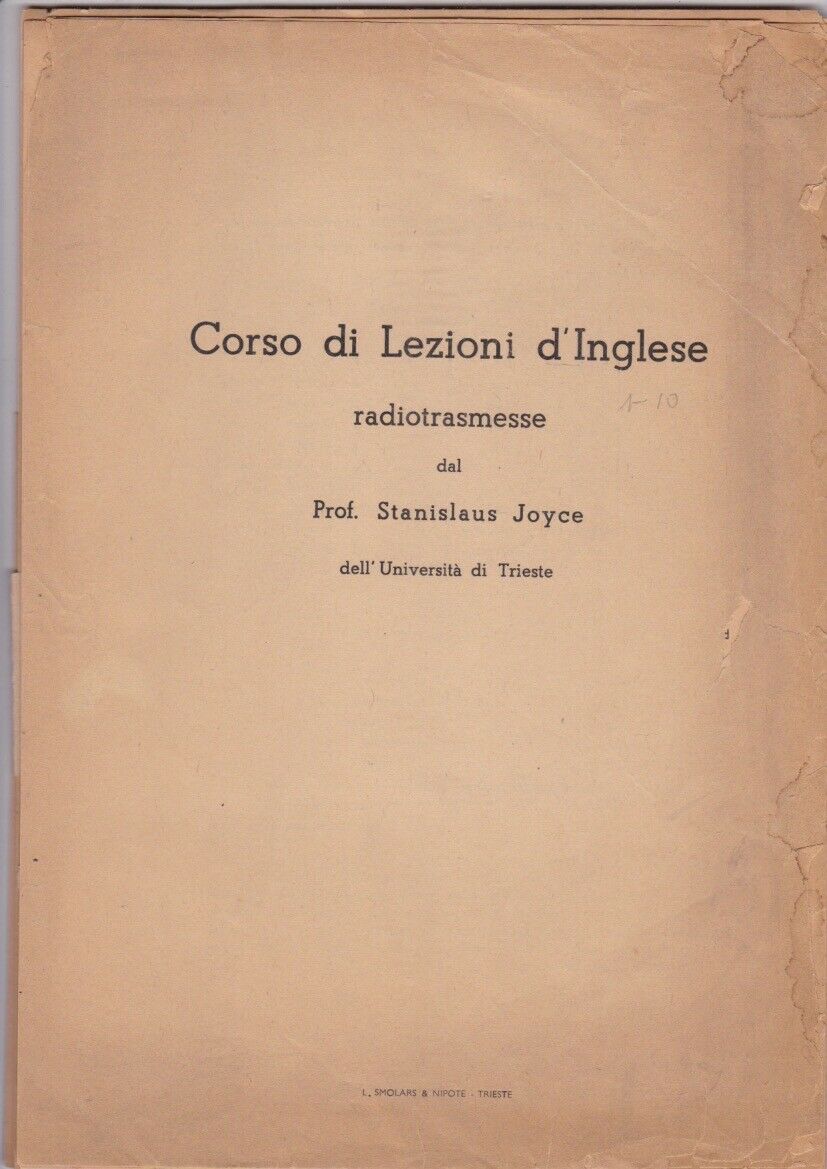 Corso di Lezioni d'Inglese
1-10
radiotrasmesse
dal
Prof. Stanislaus Joyce
dell'Università di Trieste
L. SMOLARS & NIPOTE - TRIESTE